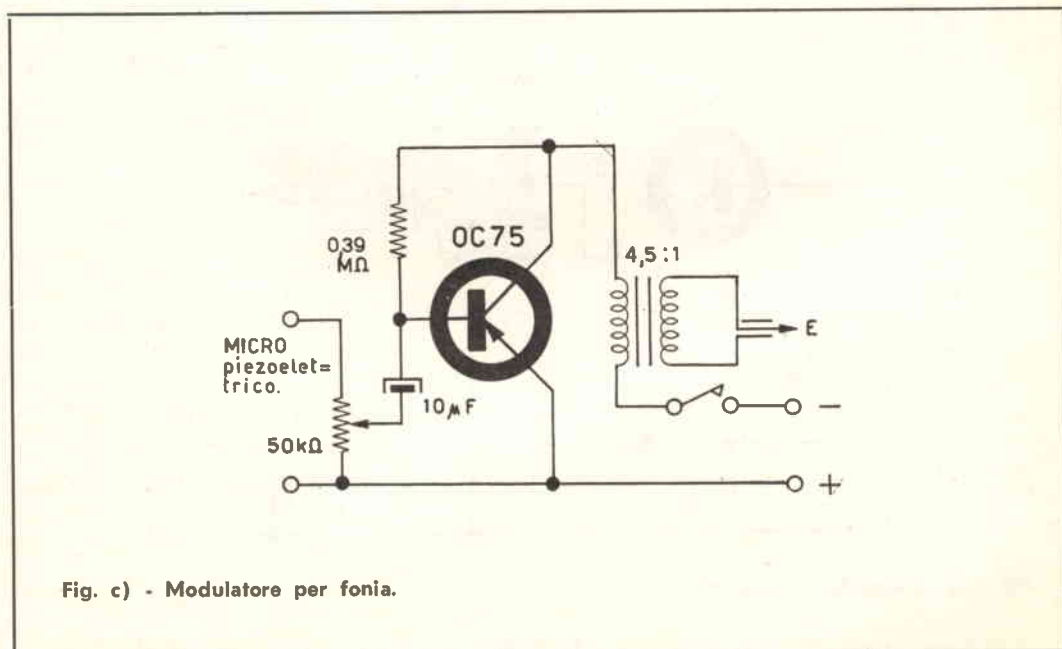 0,39
MΩ
OC75
4,5:1
E
MICRO
piezoelet=
trico.
10μF
50kΩ
-
+
Fig. c) - Modulatore per fonia.